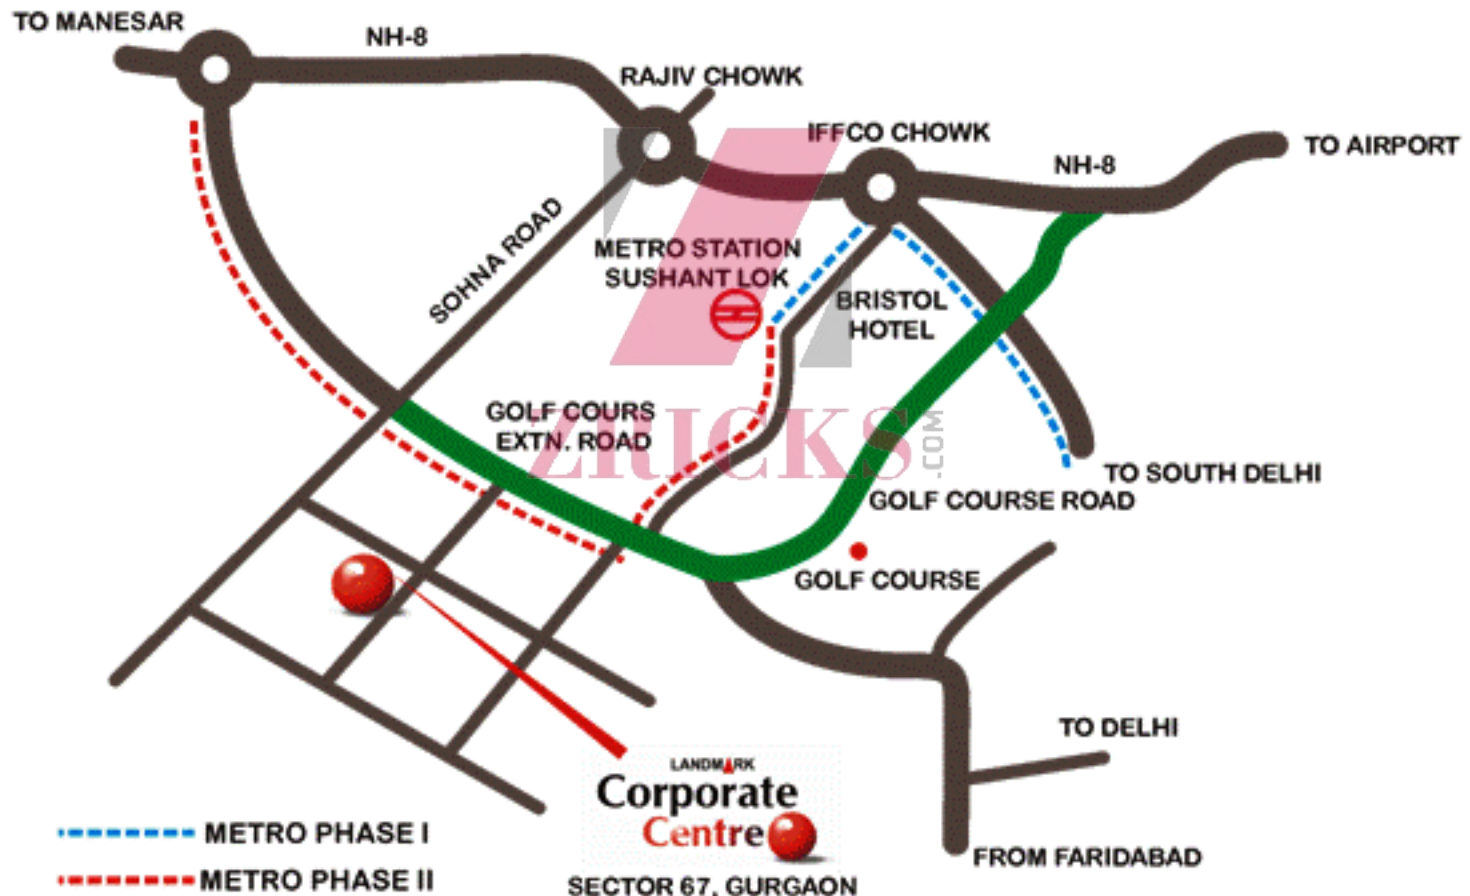 TO MANESAR
NH-8
RAJIV CHOWK
IFFCO CHOWK
TO AIRPORT
NH-8
SOHNA ROAD
METRO STATION
SUSHANT LOK
BRISTOL
HOTEL
GOLF COURS
EXTN. ROAD
ZRICKS
.COM
TO SOUTH DELHI
GOLF COURSE ROAD
GOLF COURSE
TO DELHI
LANDMARK
Corporate
Centre
METRO PHASE I
FROM FARIDABAD
METRO PHASE II
SECTOR 67, GURGAON